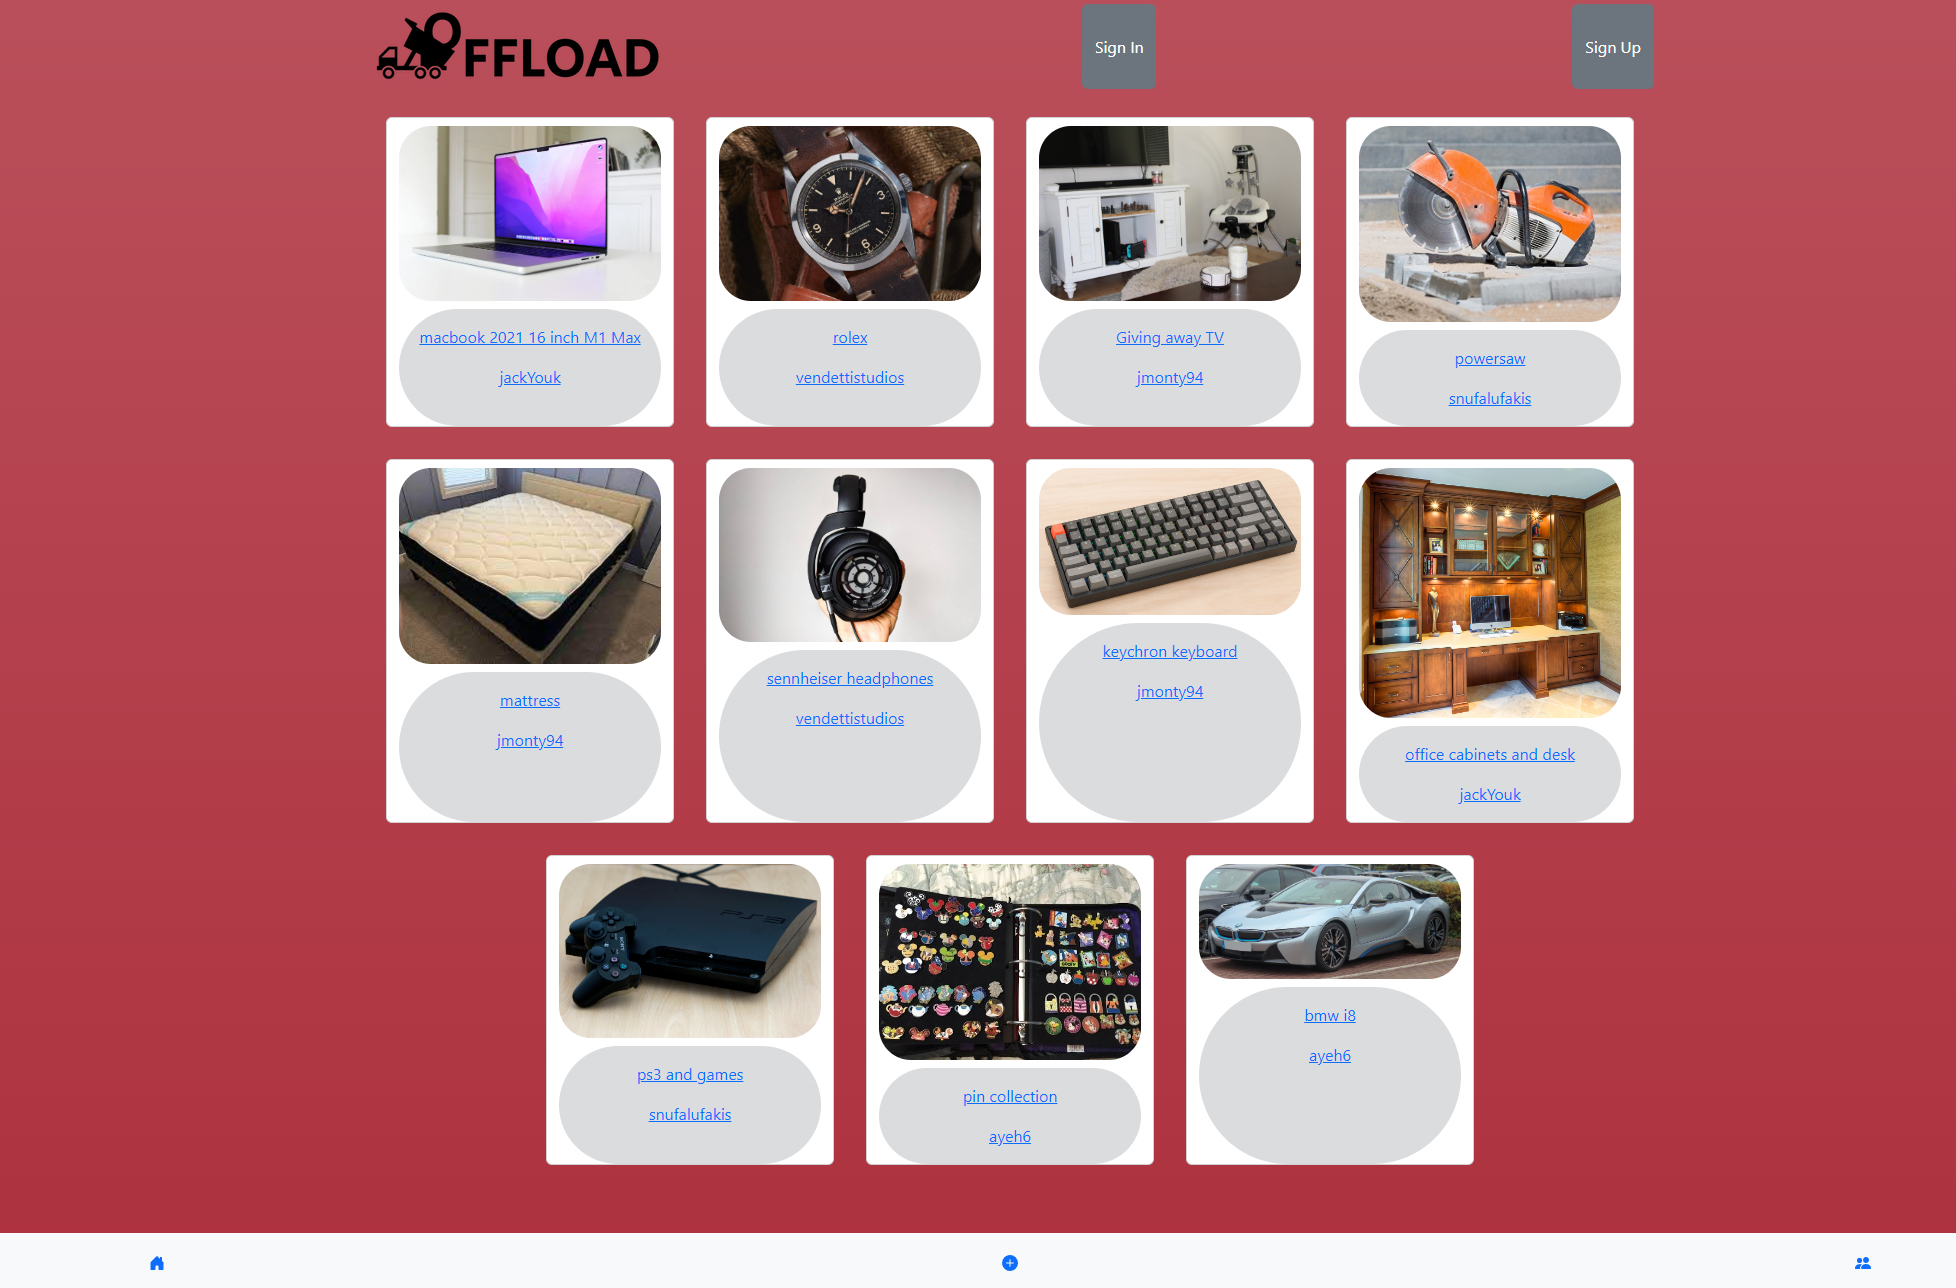 OFFLOAD
Sign In
Sign Up
macbook 2021 16 inch M1 Max
jackYouk
rolex
vendettistudios
Giving away TV
jmonty94
powersaw
snufalufakis
mattress
jmonty94
sennheiser headphones
vendettistudios
keychron keyboard
jmonty94
office cabinets and desk
jackYouk
PS3
ps3 and games
snufalufakis
pin collection
ayeh6
bmw i8
ayeh6